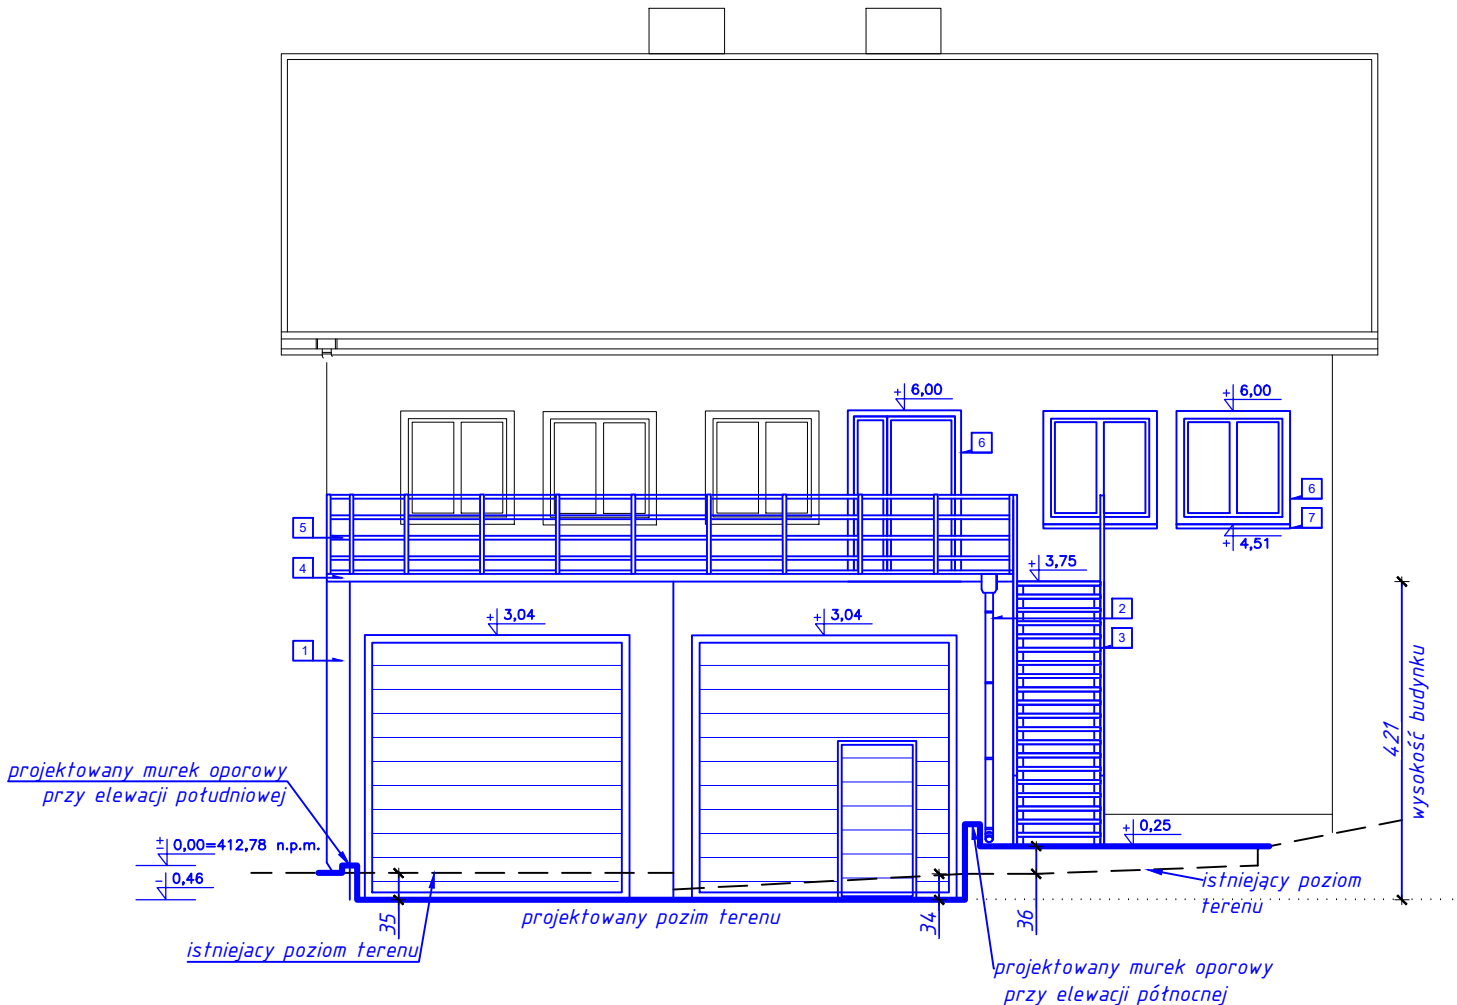 + 6,00
+ 6,00
6
6
7
5
+ 4,51
4
+ 3,75
+ 3,04
+ 3,04
2
3
1
421
wysokość budynku
projektowany murek oporowy
przy elewacji południowej
+ 0,25
± 0,00=412,78 n.p.m.
- 0,46
istniejący poziom
terenu
35
projektowany pozim terenu
34
36
istniejacy poziom terenu
projektowany murek oporowy
przy elewacji północnej